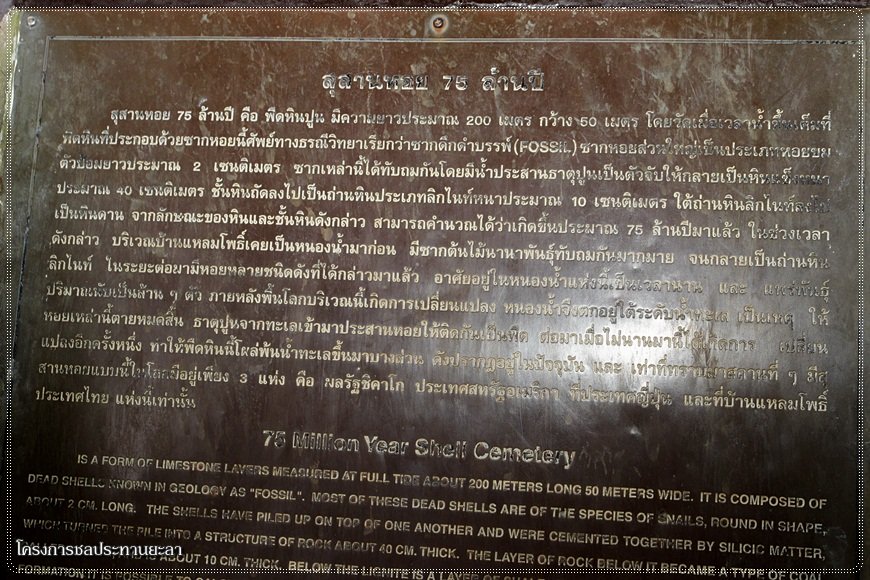 สุสานหอย 75 ล้านปี
สุสานหอย 75 ล้านปี คือ พืดหินปูน มีความยาวประมาณ 200 เมตร กว้าง 50 เมตร โดยวัดเมื่อเวลาน้ำขึ้นเต็มที่
พืดหินที่ประกอบด้วยซากหอยนี้ศัพย์ทางธรณีวิทยาเรียกว่าซากดึกดำบรรพ์ (FOSSIL) ซากหอยส่วนใหญ่เป็นประเภทหอยขม
ตัวป้อมยาวประมาณ 2 เซนติเมตร ซากเหล่านี้ได้ทับถมกันโดยมีน้ำประสานธาตุปูนเป็นตัวจับให้กลายเป็นหินแข็งหนา
ประมาณ 40 เซนติเมตร ชั้นหินถัดลงไปเป็นถ่านหินประเภทลิกไนท์หนาประมาณ 10 เซนติเมตร ใต้ถ่านหินลิกไนท์ลงไป
เป็นหินดาน จากลักษณะของหินและชั้นหินดังกล่าว สามารถคำนวณได้ว่าเกิดขึ้นประมาณ 75 ล้านปีมาแล้ว ในช่วงเวลา
ดังกล่าว บริเวณบ้านแหลมโพธิ์เคยเป็นหนองน้ำมาก่อน มีซากต้นไม้นานาพันธุ์ทับถมกันมากมาย จนกลายเป็นถ่านหิน
ลิกไนท์ ในระยะต่อมามีหอยหลายชนิดดังที่ได้กล่าวมาแล้ว อาศัยอยู่ในหนองน้ำแห่งนี้เป็นเวลานาน และ แพร่พันธุ์
ปริมาณนับเป็นล้าน ๆ ตัว ภายหลังพื้นโลกบริเวณนี้เกิดการเปลี่ยนแปลง หนองน้ำจึงตกอยู่ใต้ระดับน้ำทะเล เป็นเหตุ ให้
หอยเหล่านี้ตายหมดสิ้น ธาตุปูนจากทะเลเข้ามาประสานหอยให้ติดกันเป็นพืด ต่อมาเมื่อไม่นานมานี้ได้เกิดการ เปลี่ยน
แปลงอีกครั้งหนึ่ง ทำให้พืดหินนี้โผล่พ้นน้ำทะเลขึ้นมาบางส่วน ดังปรากฏอยู่ในปัจจุบัน และ เท่าที่ทราบมาสถานที่ ๆ มีสุ
สานหอยแบบนี้ในโลกมีอยู่เพียง 3 แห่ง คือ มลรัฐชิคาโก ประเทศสหรัฐอเมริกา ที่ประเทศญี่ปุ่น และที่บ้านแหลมโพธิ์
ประเทศไทย แห่งนี้เท่านั้น
75 Million Year Shell Cemetery
IS A FORM OF LIMESTONE LAYERS MEASURED AT FULL TIDE ABOUT 200 METERS LONG 50 METERS WIDE. IT IS COMPOSED OF
DEAD SHELLS KNOWN IN GEOLOGY AS "FOSSIL". MOST OF THESE DEAD SHELLS ARE OF THE SPECIES OF SNAILS, ROUND IN SHAPE,
ABOUT 2 CM. LONG. THE SHELLS HAVE PILED UP ON TOP OF ONE ANOTHER AND WERE CEMENTED TOGETHER BY SILICIC MATTER,
WHICH TURNED THE PILE INTO A STRUCTURE OF ROCK ABOUT 40 CM. THICK. THE LAYER OF ROCK BELOW IT BECAME A TYPE OF COAL
IS ABOUT 10 CM. THICK. BELOW THE LIGNITE IS A LAYER OF
FORMATION IT IS POSSIBLE TO
โครงการชลประทานยะลา